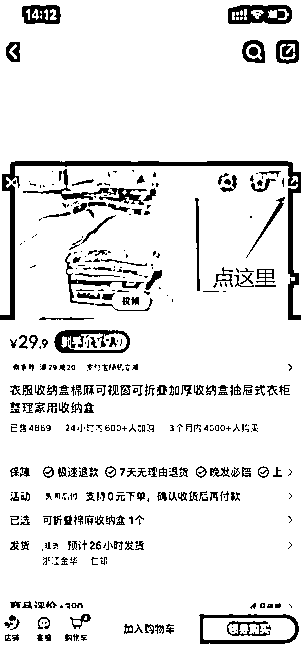 14:12
点这里
¥29.9
衣服收纳盒棉麻可视窗可折叠加厚收纳盒抽屉式衣柜
整理家用收纳盒
已售4869 24小时内600+人加购 3个月内4000+人购买
保障 极速退款 7天无理由退货 晚发必赔 上
活动 支持0元下单，确认收货后再付款
已选 可折叠棉麻收纳盒1个
发货 预计26小时发货
浙江金华
商品评价
店铺 客服 购物车 加入购物车